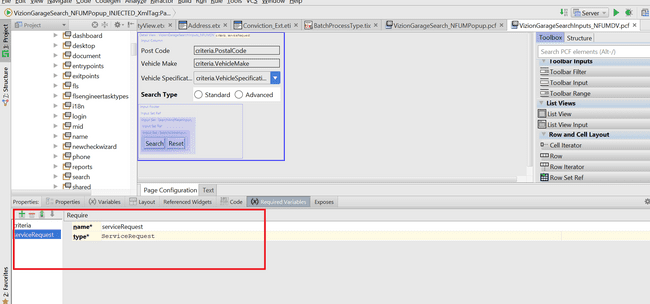 File Edit View Navigate Code Gosu Analyze Refactor Build Run Tools VCS Window Help
VizionGarageSearch_NFUMPopup_INJECTED_XmlTag:Pa...
Server
yView.etx
Address.etx
Conviction_Ext.eti
BatchProcessType.tix
VizionGarageSearch_NFUMPopup.pcf
VizionGarageSearchInputs_NFUMDV.pcf
1: Project
Structure
2: Favorites
Project
dashboard
desktop
document
entrypoints
exitpoints
fls
flsengineertasktypes
i18n
login
mid
name
newcheckwizard
phone
reports
search
shared
Post Code
criteria.PostalCode
Vehicle Make
criteria.VehicleMake
Vehicle Specificat...
criteria.VehicleSpecificati...
Search Type
Standard
Advanced
Search
Reset
Page Configuration
Text
Toolbox
Structure
Search PCF elements (Alt-/)
Toolbar Inputs
Toolbar Filter
Toolbar Input
Toolbar Range
List Views
List View
List View Input
Row and Cell Layout
Cell Iterator
Row
Row Iterator
Row Set Ref
Properties:
Properties
(x) Variables
Layout
Referenced Widgets
Code
(x) Required Variables
Exposes
criteria
serviceRequest
Require
name*
serviceRequest
type*
ServiceRequest